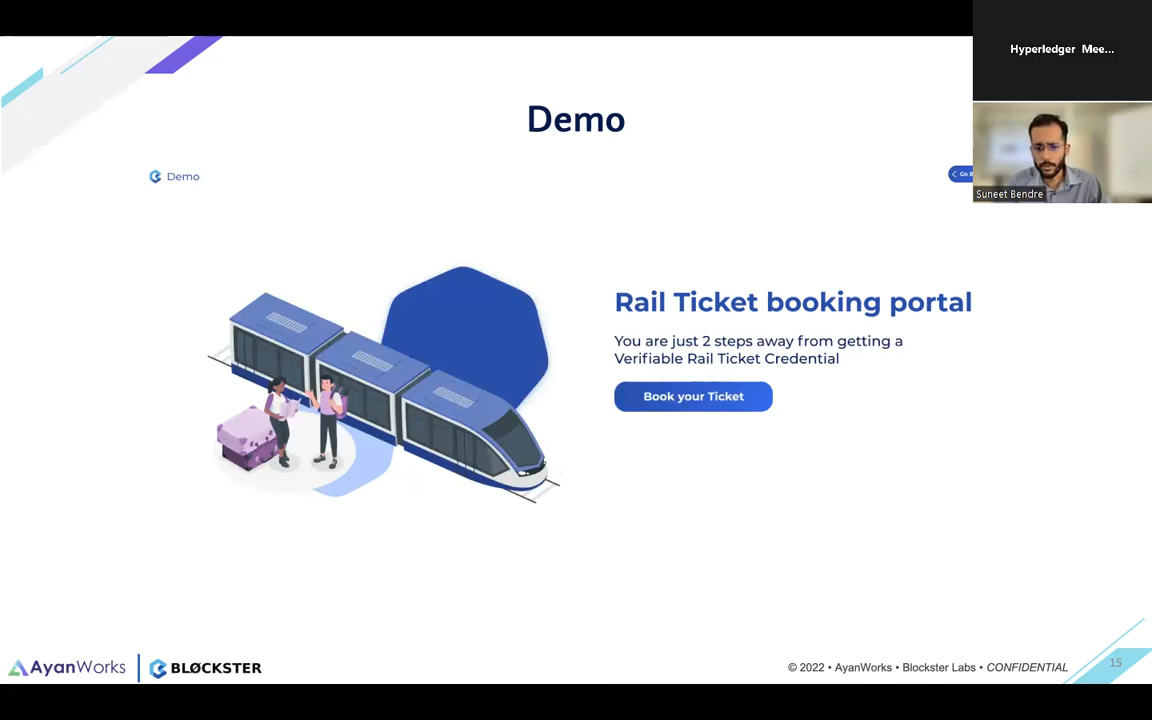 Hyperledger Mee...
Demo
Demo
Go B
Suneet Bendre
Rail Ticket booking portal
You are just 2 steps away from getting a
Verifiable Rail Ticket Credential
Book your Ticket
AyanWorks
BLØCKSTER
© 2022 • AyanWorks • Blockster Labs • CONFIDENTIAL
15